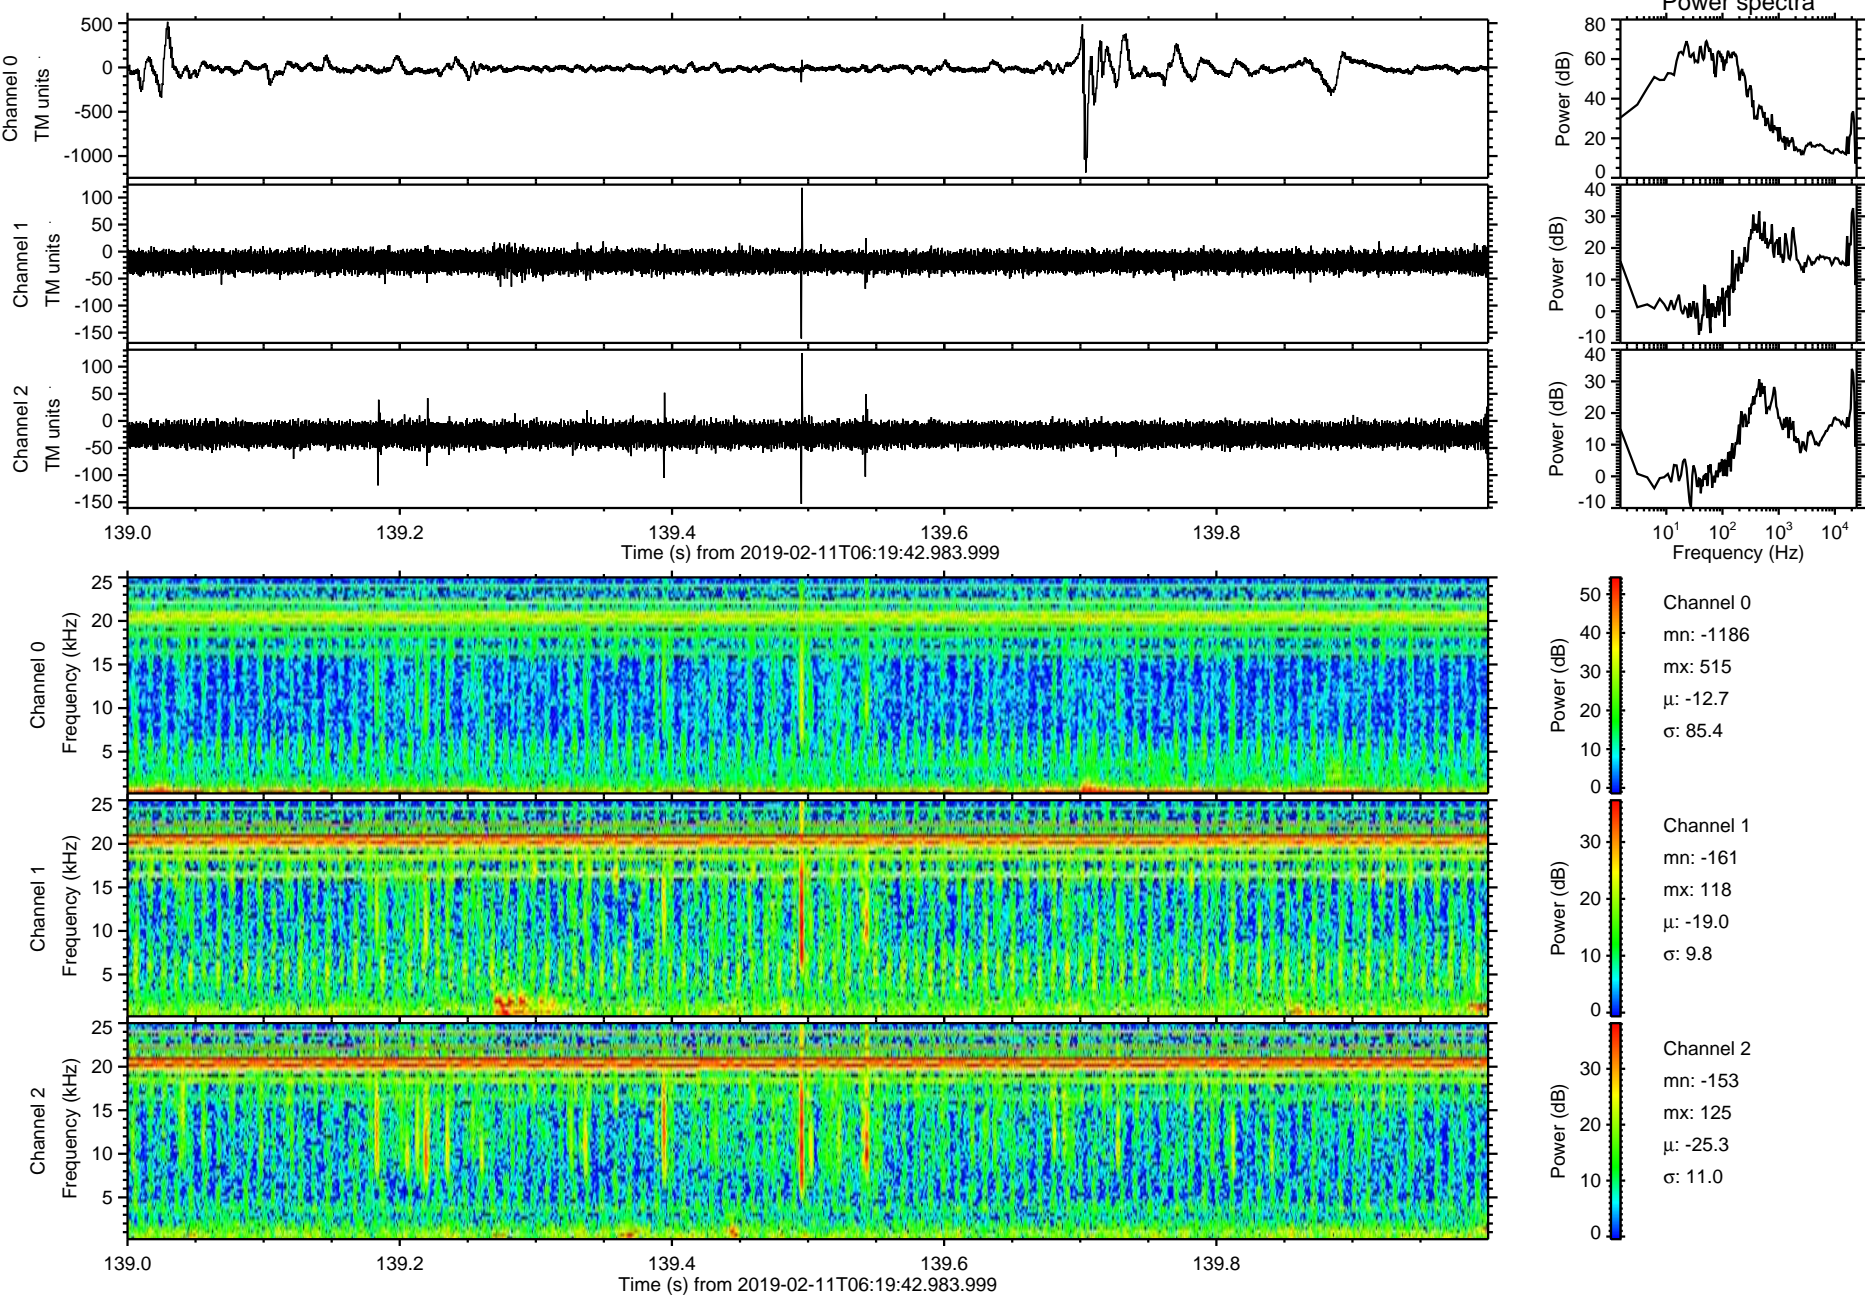 Power spectra
Channel 0
TM units
500
0
-500
-1000
Power (dB)
80
60
40
20
0
Channel 1
TM units
100
50
0
-50
-100
-150
Power (dB)
40
30
20
10
0
-10
Channel 2
TM units
100
50
0
-50
-100
-150
Power (dB)
40
30
20
10
0
-10
139.0 139.2 139.4 139.6 139.8
Time (s) from 2019-02-11T06:19:42.983.999
10¹ 10² 10³ 10⁴
Frequency (Hz)
Channel 0
Frequency (kHz)
25
20
15
10
5
Power (dB)
50
40
30
20
10
0
Channel 0
mn: -1186
mx: 515
μ: -12.7
σ: 85.4
Channel 1
Frequency (kHz)
25
20
15
10
5
Power (dB)
30
20
10
0
Channel 1
mn: -161
mx: 118
μ: -19.0
σ: 9.8
Channel 2
Frequency (kHz)
25
20
15
10
5
Power (dB)
30
20
10
0
Channel 2
mn: -153
mx: 125
μ: -25.3
σ: 11.0
139.0 139.2 139.4 139.6 139.8
Time (s) from 2019-02-11T06:19:42.983.999